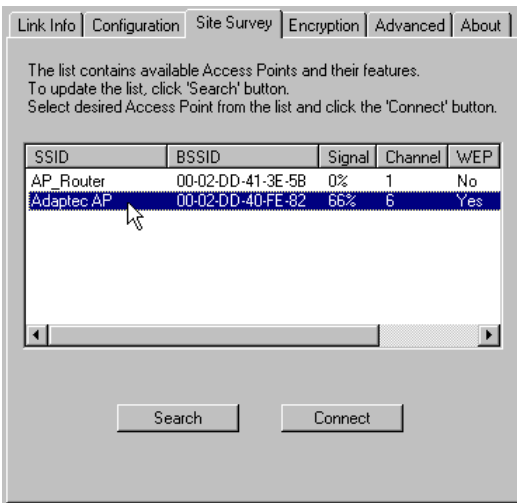 Link Info Configuration Site Survey Encryption Advanced About
The list contains available Access Points and their features.
To update the list, click 'Search' button.
Select desired Access Point from the list and click the 'Connect' button.
SSID BSSID Signal Channel WEP
AP_Router 00-02-DD-41-3E-5B 0% 1 No
Adaptec AP 00-02-DD-40-FE-82 66% 6 Yes
Search Connect